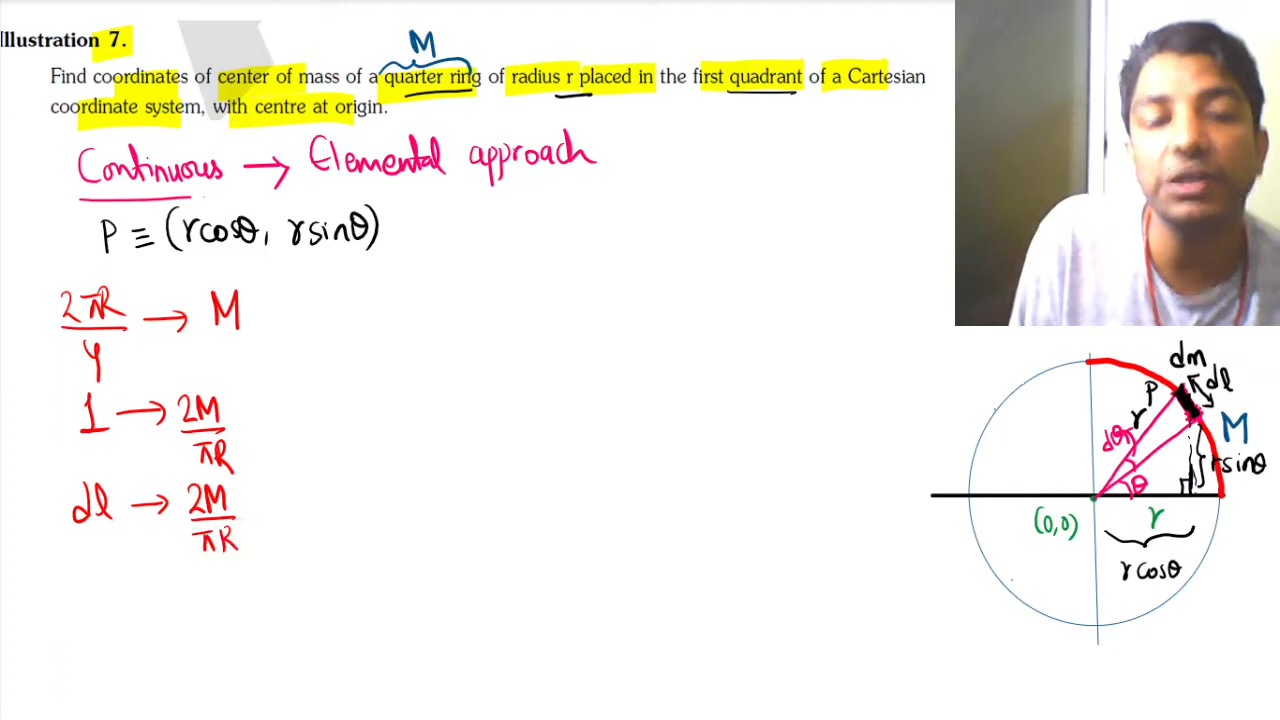 Illustration 7.
M
Find coordinates of center of mass of a quarter ring of radius r placed in the first quadrant of a Cartesian
coordinate system, with centre at origin.
Continuous → Elemental approach
P ≡ (rcosθ, rsinθ)
2πR/4 → M
1 → 2M/πR
dl → 2M/πR
dm
dl
P
r
dθ
M
rsinθ
θ
(0,0)
r
rcosθ